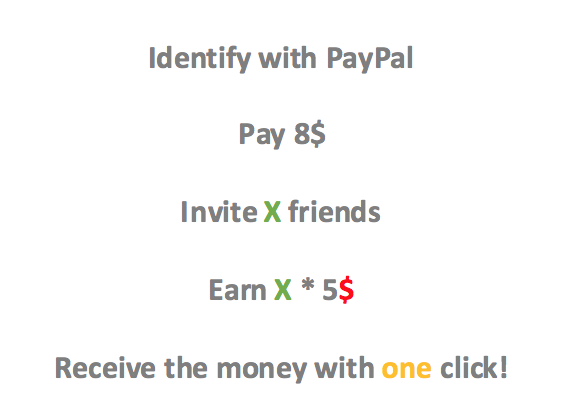 Identify with PayPal
Pay 8$
Invite X friends
Earn X * 5$
Receive the money with one click!